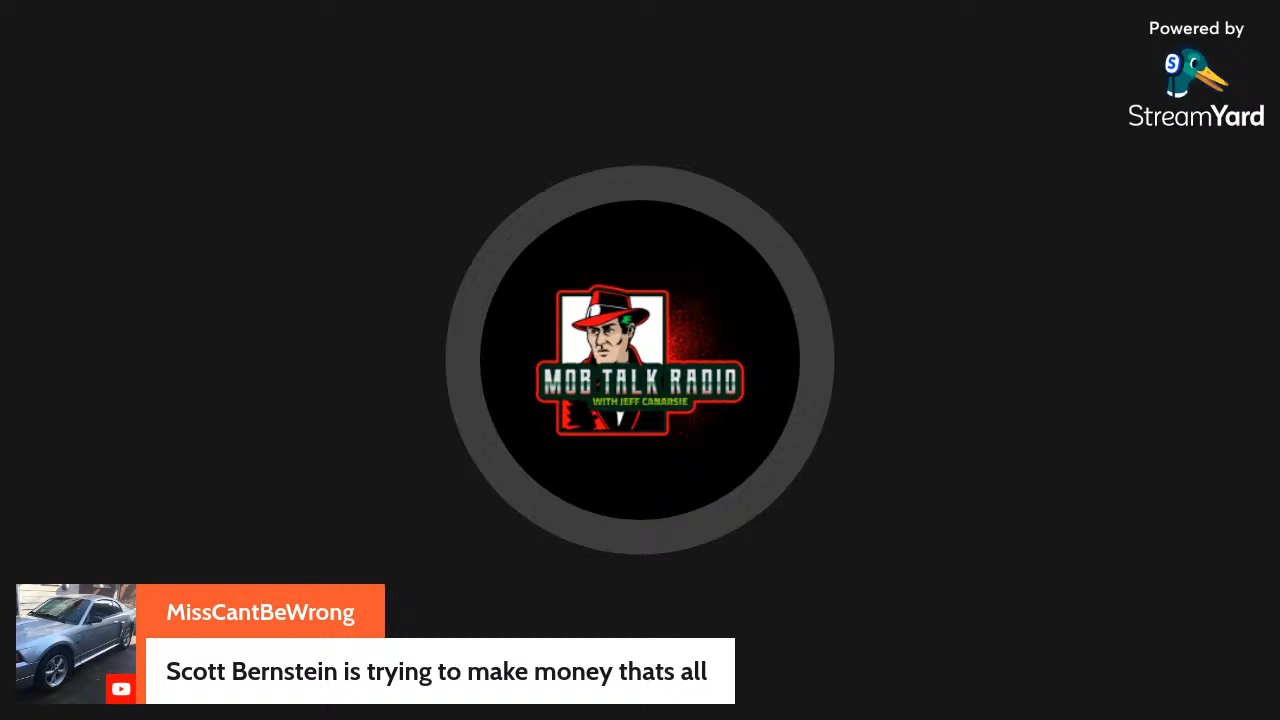 Powered by
S
StreamYard
MOB TALK RADIO
WITH JEFF CANARSIE
MissCantBeWrong
Scott Bernstein is trying to make money thats all